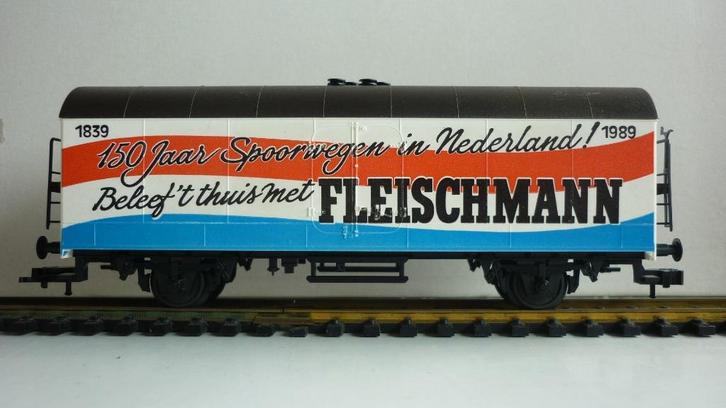 1839 1989
150 Jaar Spoorwegen in Nederland!
Beleef't thuis met FLEISCHMANN